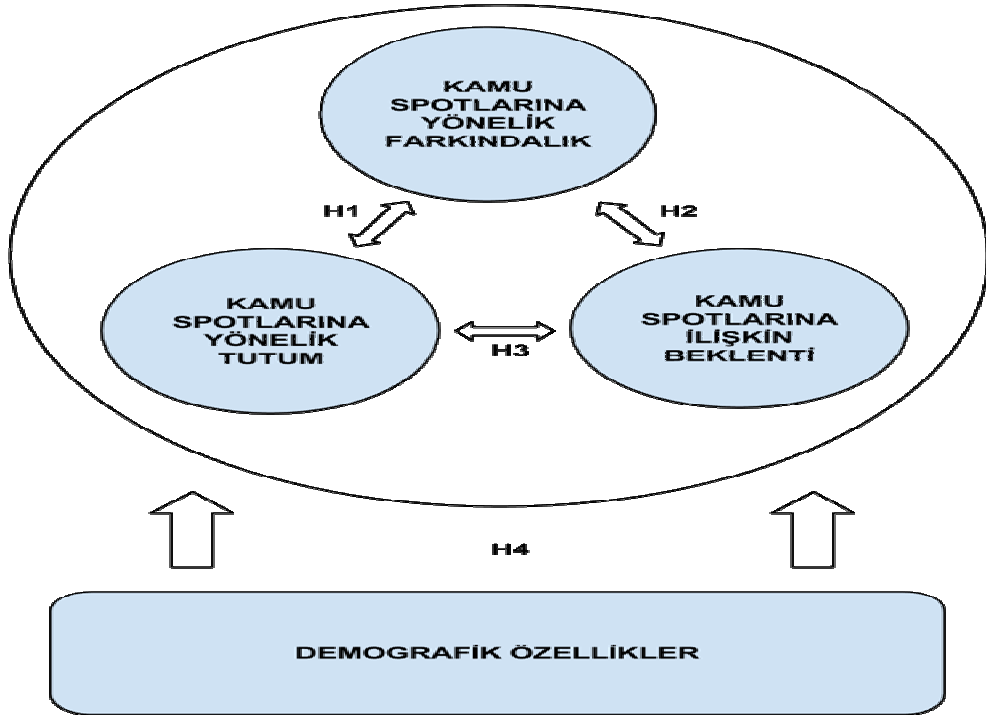 KAMU
SPOTLARINA
YÖNELİK
FARKINDALIK
H1
H2
KAMU
SPOTLARINA
YÖNELİK
TUTUM
H3
KAMU
SPOTLARINA
İLİŞKİN
BEKLENTİ
H4
DEMOGRAFİK ÖZELLİKLER